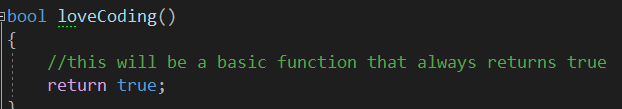 bool loveCoding()
{
//this will be a basic function that always returns true
return true;
}